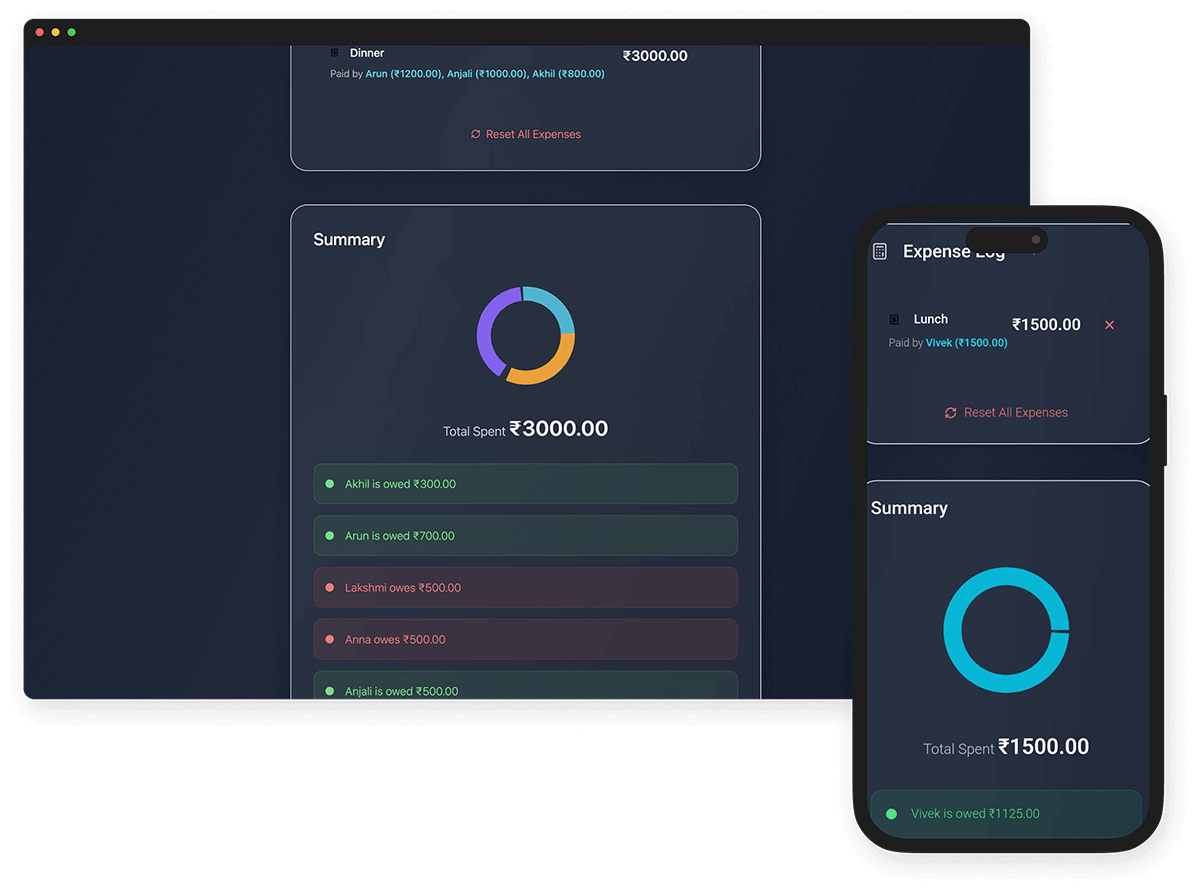 Dinner
₹3000.00
Paid by Arun (₹1200.00), Anjali (₹1000.00), Akhil (₹800.00)
Reset All Expenses
Summary
Total Spent ₹3000.00
Akhil is owed ₹300.00
Arun is owed ₹700.00
Lakshmi owes ₹500.00
Anna owes ₹500.00
Anjali is owed ₹500.00
Expense Log
Lunch
₹1500.00
Paid by Vivek (₹1500.00)
Reset All Expenses
Summary
Total Spent ₹1500.00
Vivek is owed ₹1125.00